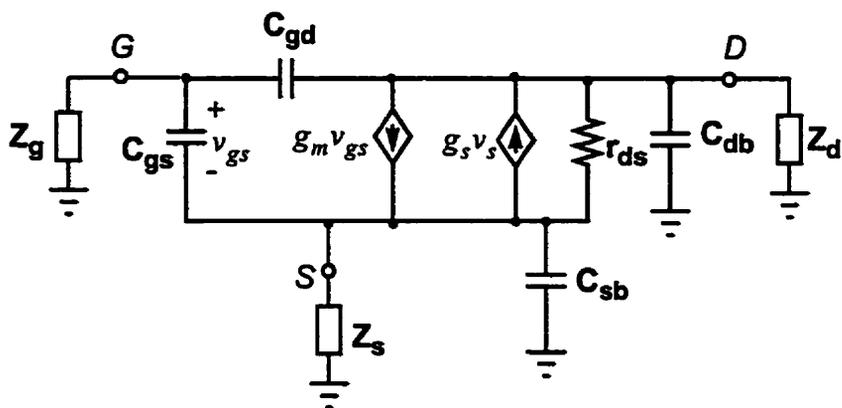 C_gd
G
D
+
Z_g
C_gs
v_gs
g_m v_gs
g_s v_s
r_ds
C_db
Z_d
-
S
C_sb
Z_s